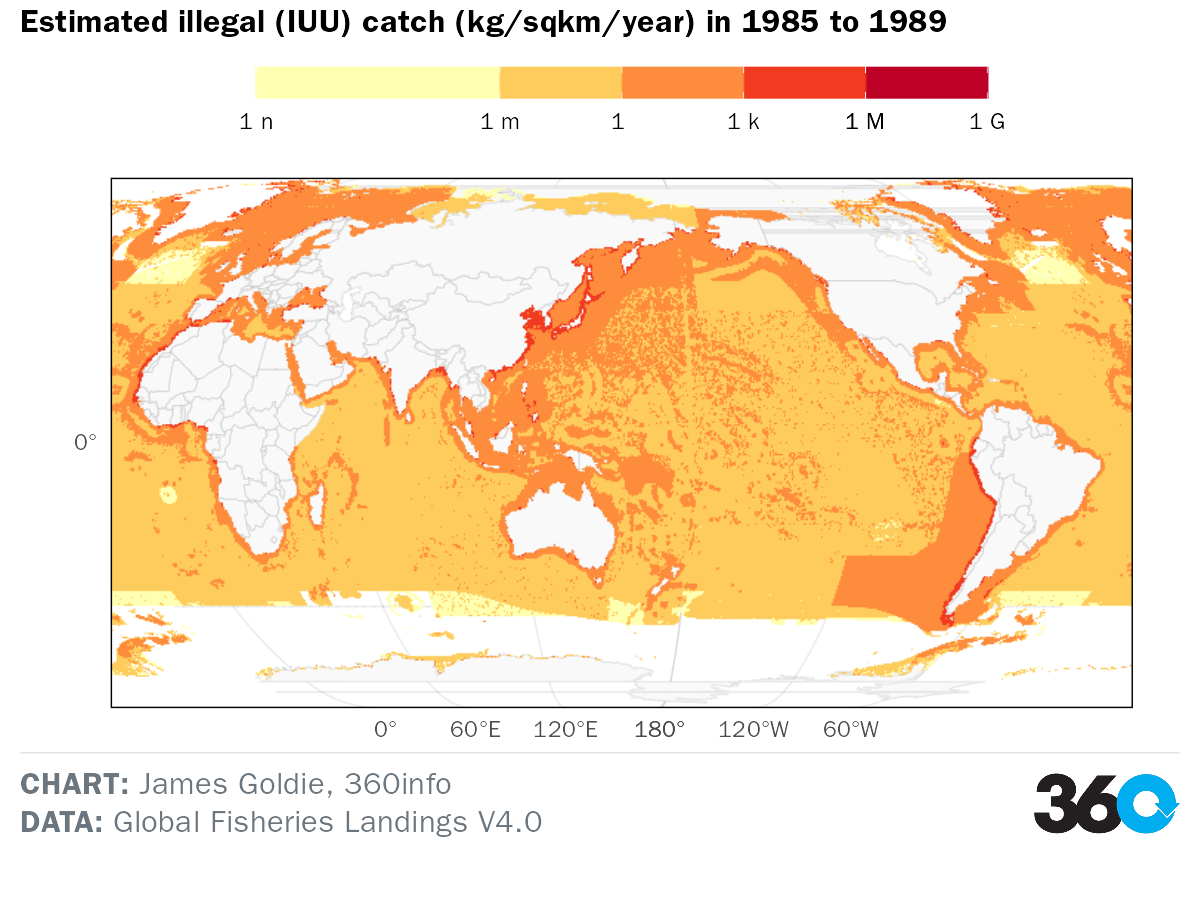 Estimated illegal (IUU) catch (kg/sqkm/year) in 1985 to 1989
1 n 1 m 1 1 k 1 M 1 G
0°
0° 60°E 120°E 180° 120°W 60°W
CHART: James Goldie, 360info
DATA: Global Fisheries Landings V4.0
360